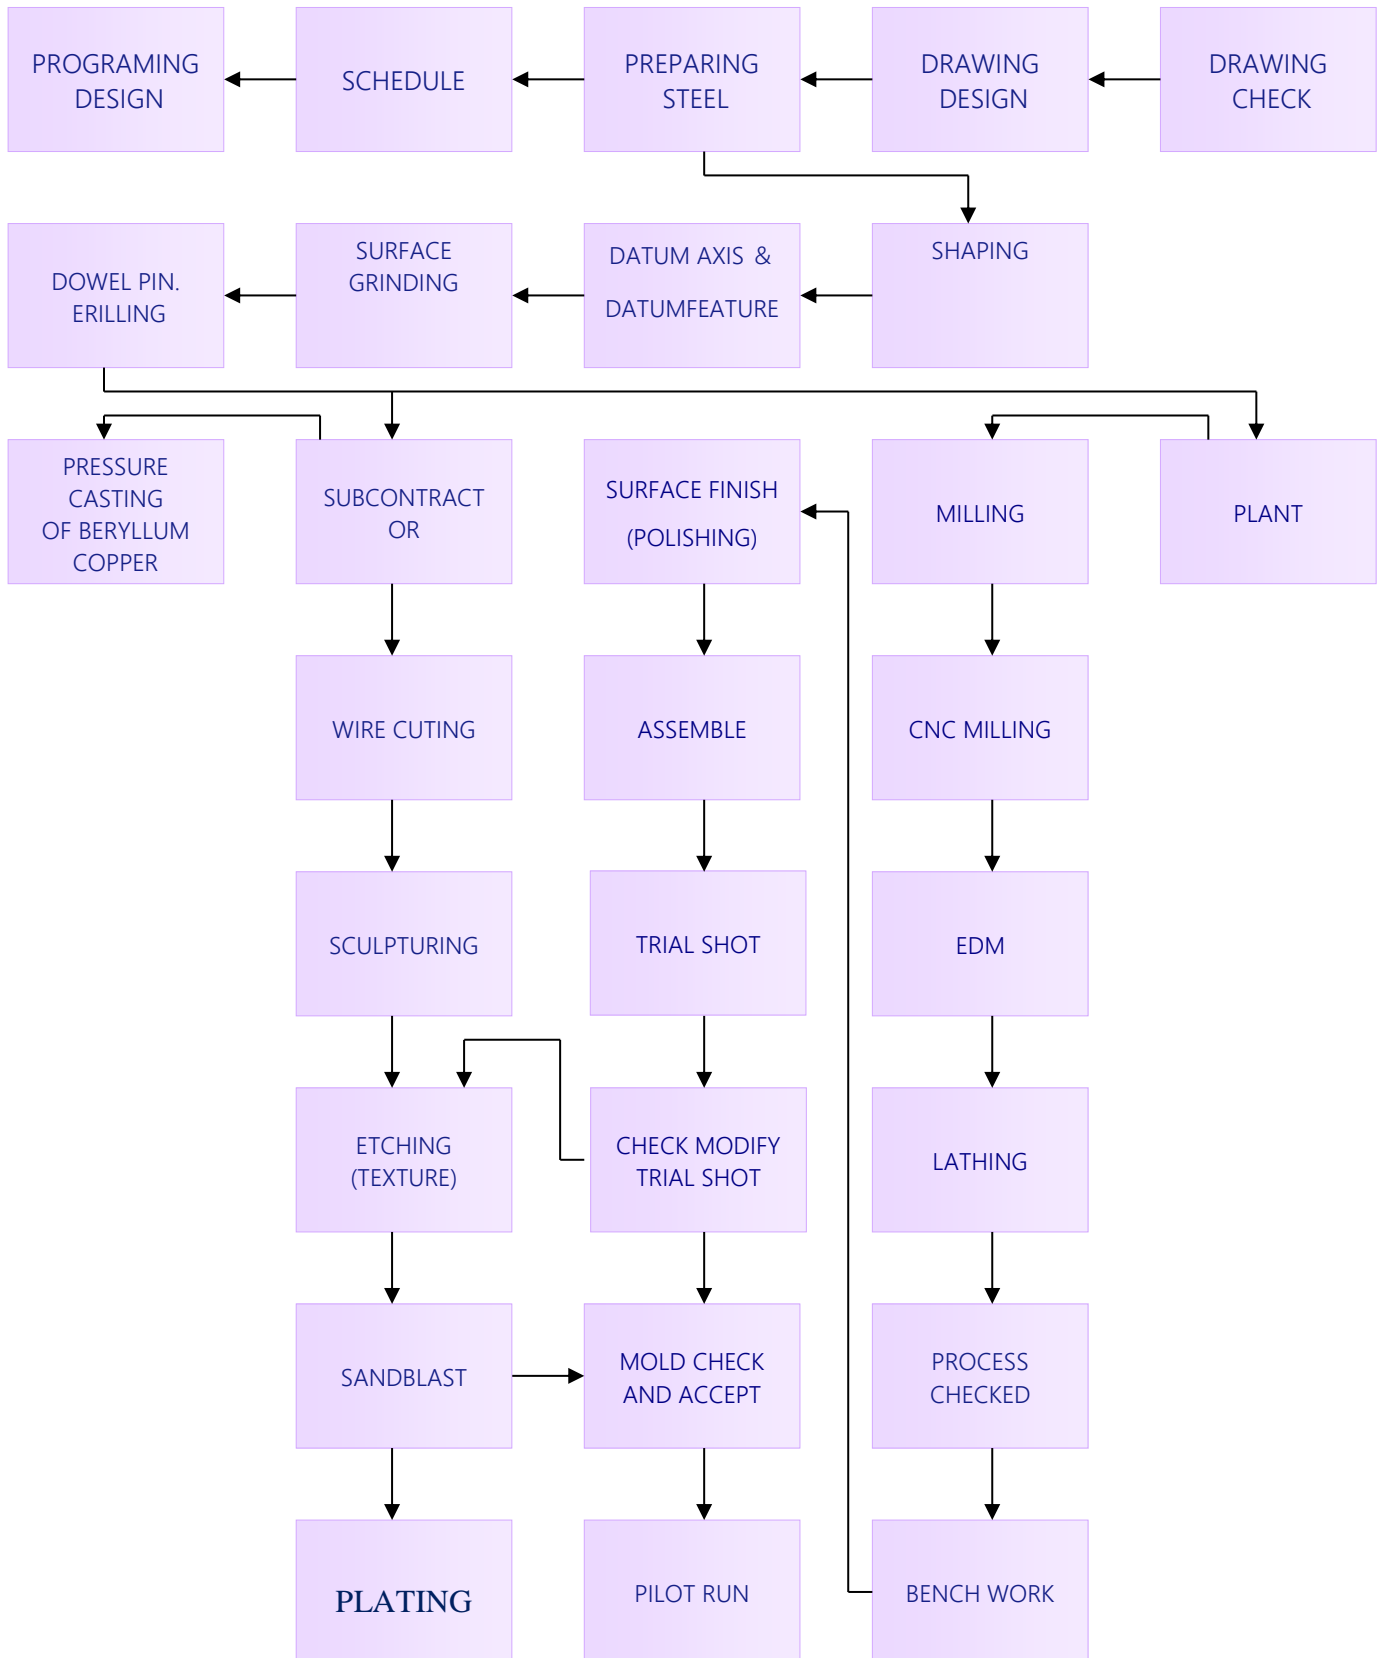 PROGRAMING
DESIGN
SCHEDULE
PREPARING
STEEL
DRAWING
DESIGN
DRAWING
CHECK
DOWEL PIN.
ERILLING
SURFACE
GRINDING
DATUM AXIS &
DATUMFEATURE
SHAPING
PRESSURE
CASTING
OF BERYLLUM
COPPER
SUBCONTRACT
OR
SURFACE FINISH
(POLISHING)
MILLING
PLANT
WIRE CUTING
ASSEMBLE
CNC MILLING
SCULPTURING
TRIAL SHOT
EDM
ETCHING
(TEXTURE)
CHECK MODIFY
TRIAL SHOT
LATHING
SANDBLAST
MOLD CHECK
AND ACCEPT
PROCESS
CHECKED
PLATING
PILOT RUN
BENCH WORK